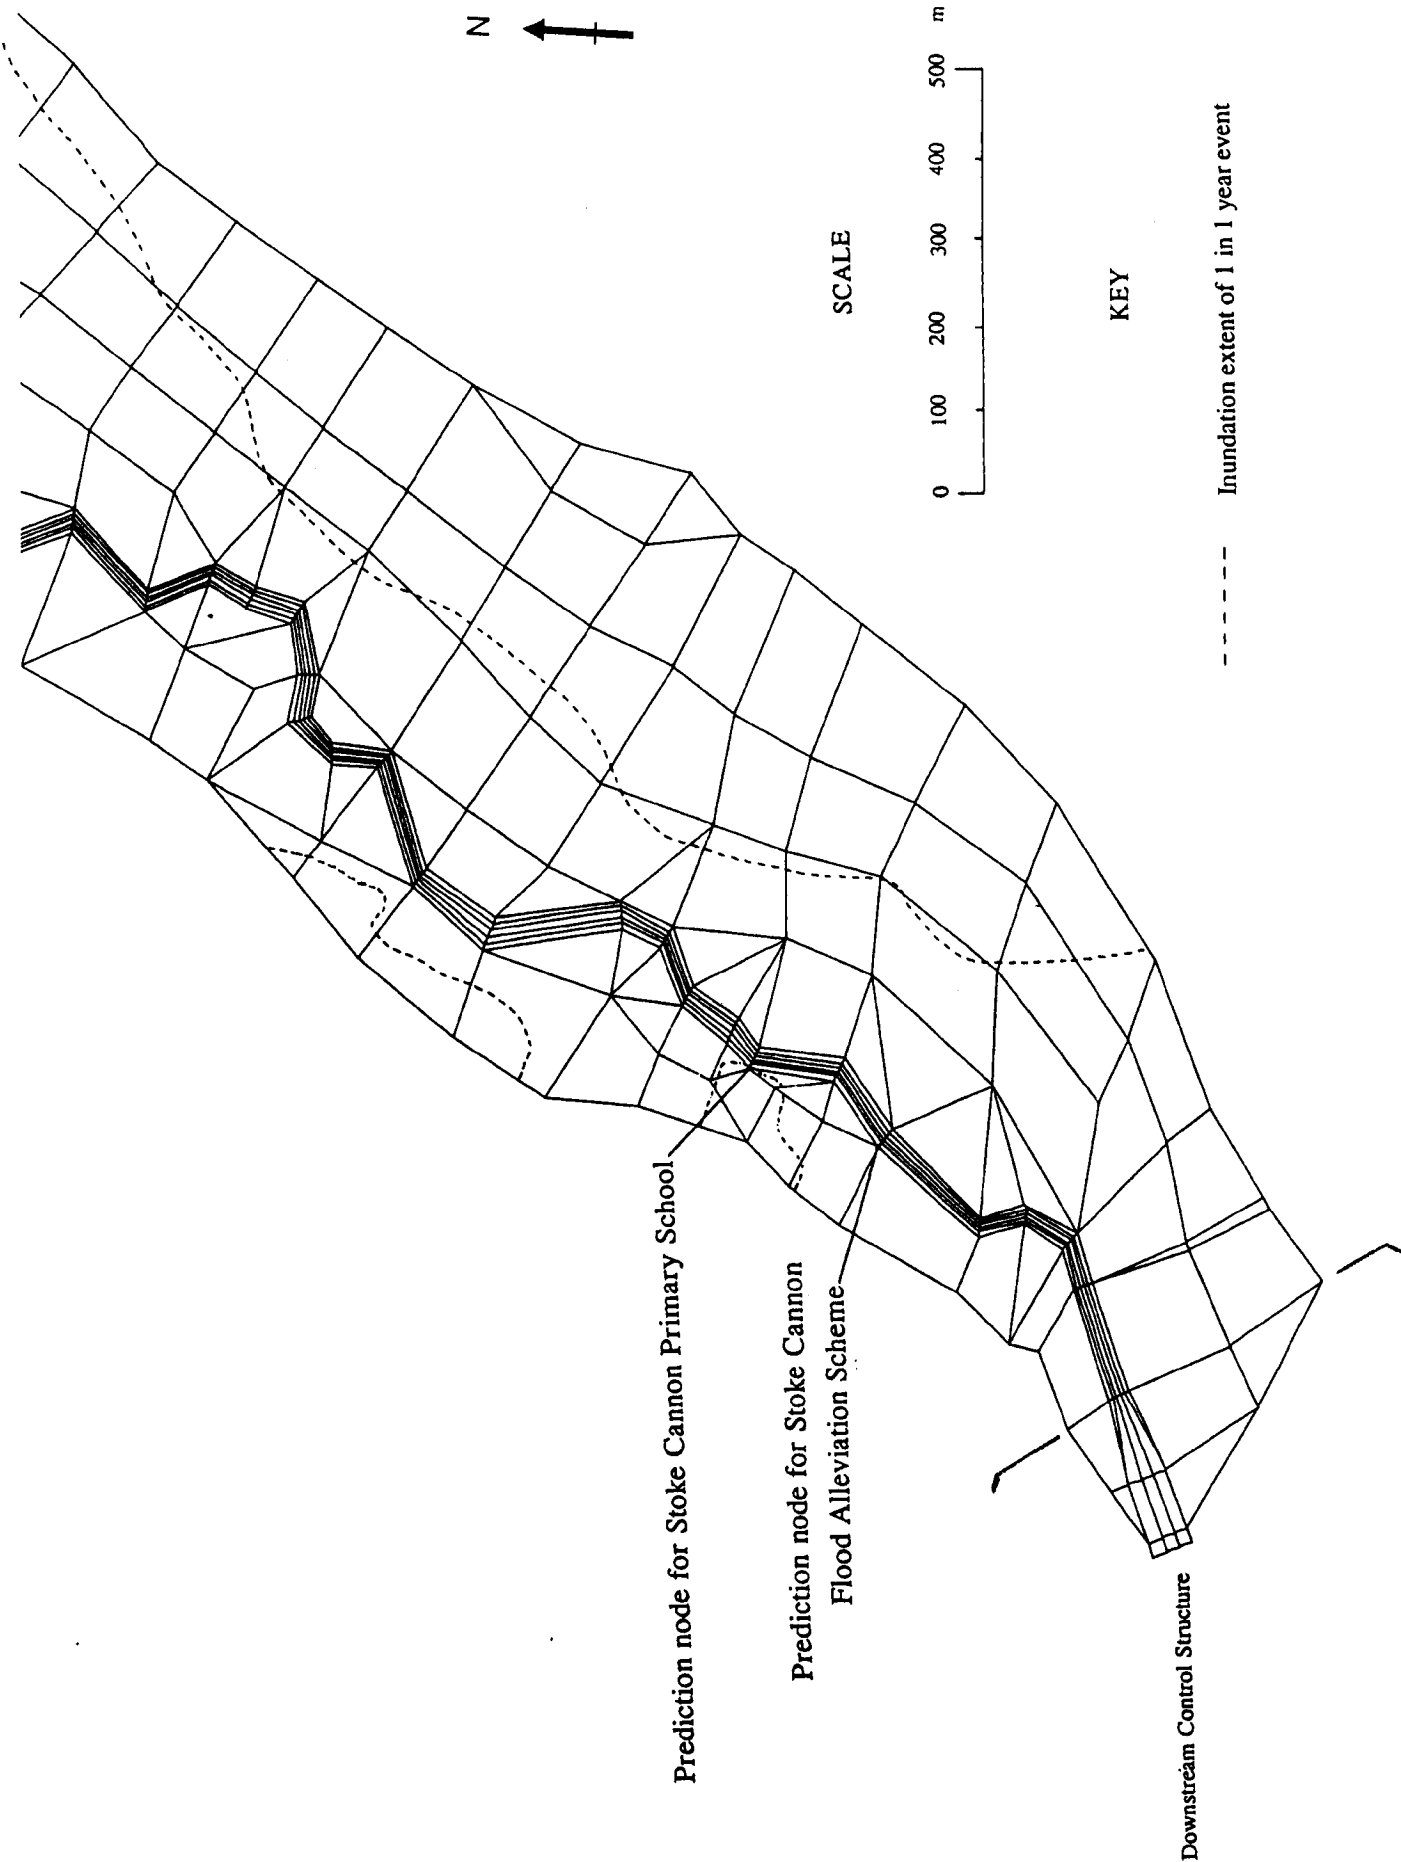 N
SCALE
0 100 200 300 400 500 m
KEY
Inundation extent of 1 in 1 year event
Prediction node for Stoke Cannon Primary School
Prediction node for Stoke Cannon
Flood Alleviation Scheme
Downstream Control Structure